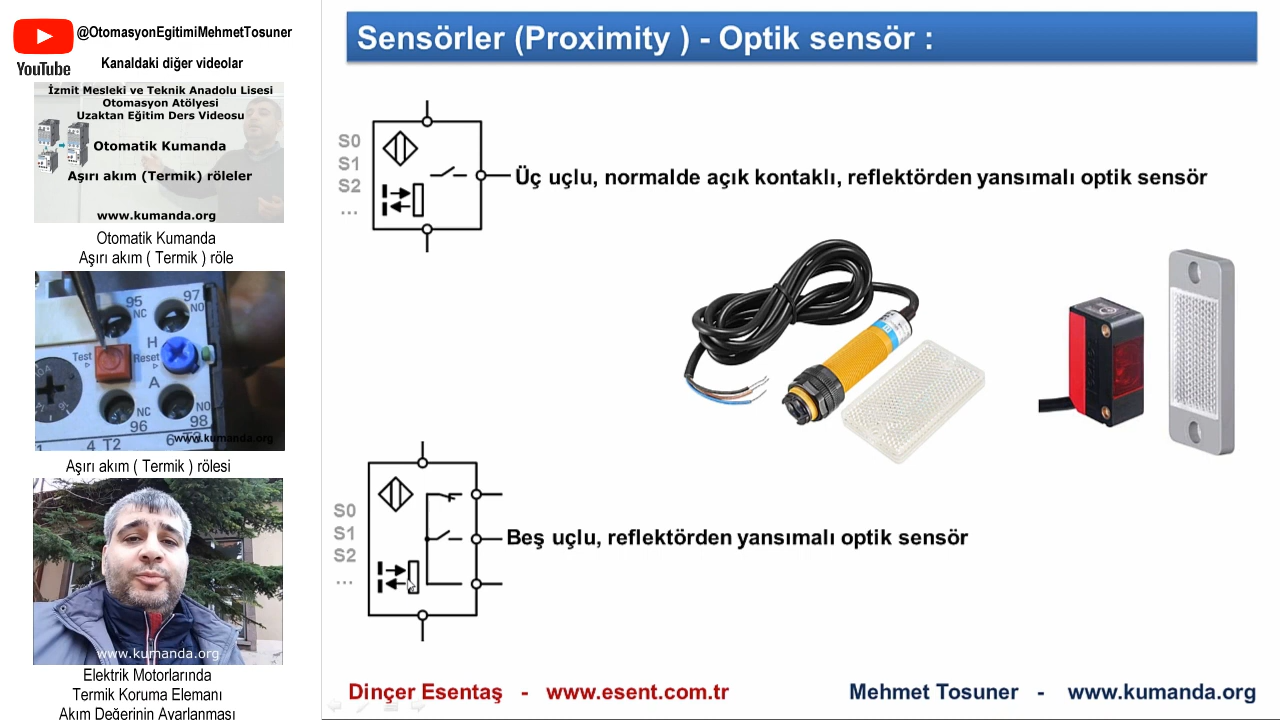 @OtomasyonEgitimiMehmetTosuner
YouTube
Kanaldaki diğer videolar
İzmit Mesleki ve Teknik Anadolu Lisesi
Otomasyon Atölyesi
Uzaktan Eğitim Ders Videosu
Otomatik Kumanda
Aşırı akım (Termik) röleler
www.kumanda.org
Otomatik Kumanda
Aşırı akım ( Termik ) röle
95
NC
97
NO
H
Test
Reset
A
NC
96
NO
98
4 T2
www.kumanda.org
Aşırı akım ( Termik ) rölesi
www.kumanda.org
Elektrik Motorlarında
Termik Koruma Elemanı
Akım Değerinin Ayarlanması
Sensörler (Proximity ) - Optik sensör :
S0
S1
S2
...
Üç uçlu, normalde açık kontaklı, reflektörden yansımalı optik sensör
S0
S1
S2
...
Beş uçlu, reflektörden yansımalı optik sensör
Dinçer Esentaş - www.esent.com.tr
Mehmet Tosuner - www.kumanda.org